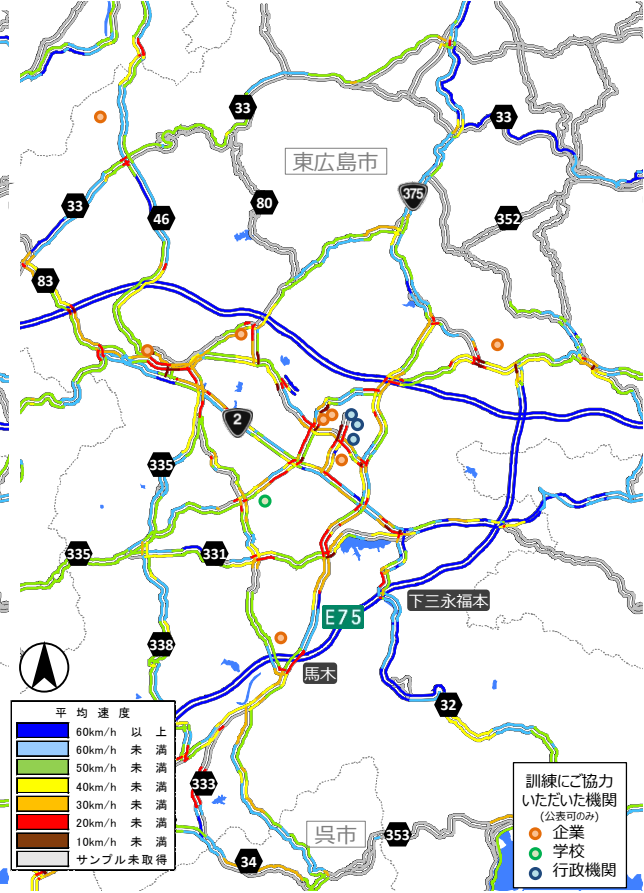 33
33
東広島市
375
33
80
46
352
83
2
335
335
331
下三永福本
E75
338
馬木
32
平均速度
60km/h 以上
60km/h 未満
50km/h 未満
40km/h 未満
30km/h 未満
20km/h 未満
10km/h 未満
サンプル未取得
333
呉市
353
34
訓練にご協力
いただいた機関
(公表可のみ)
企業
学校
行政機関